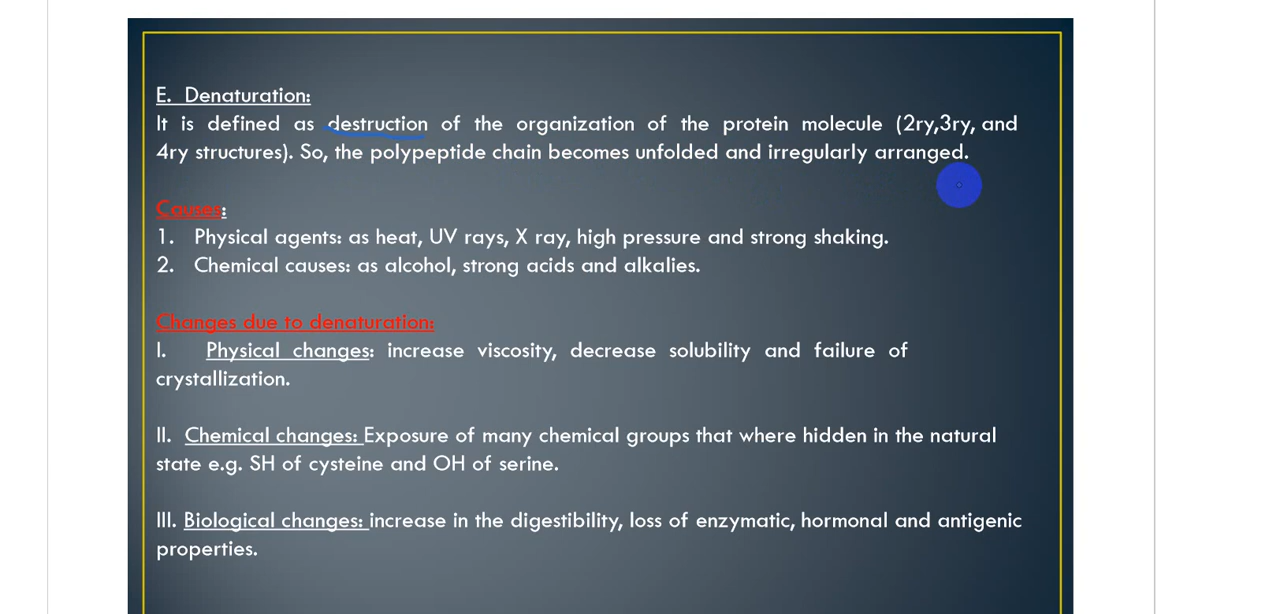 E. Denaturation:
It is defined as destruction of the organization of the protein molecule (2ry,3ry, and
4ry structures). So, the polypeptide chain becomes unfolded and irregularly arranged.
Causes:
1. Physical agents: as heat, UV rays, X ray, high pressure and strong shaking.
2. Chemical causes: as alcohol, strong acids and alkalies.
Changes due to denaturation:
I. Physical changes: increase viscosity, decrease solubility and failure of
crystallization.
II. Chemical changes: Exposure of many chemical groups that where hidden in the natural
state e.g. SH of cysteine and OH of serine.
III. Biological changes: increase in the digestibility, loss of enzymatic, hormonal and antigenic
properties.